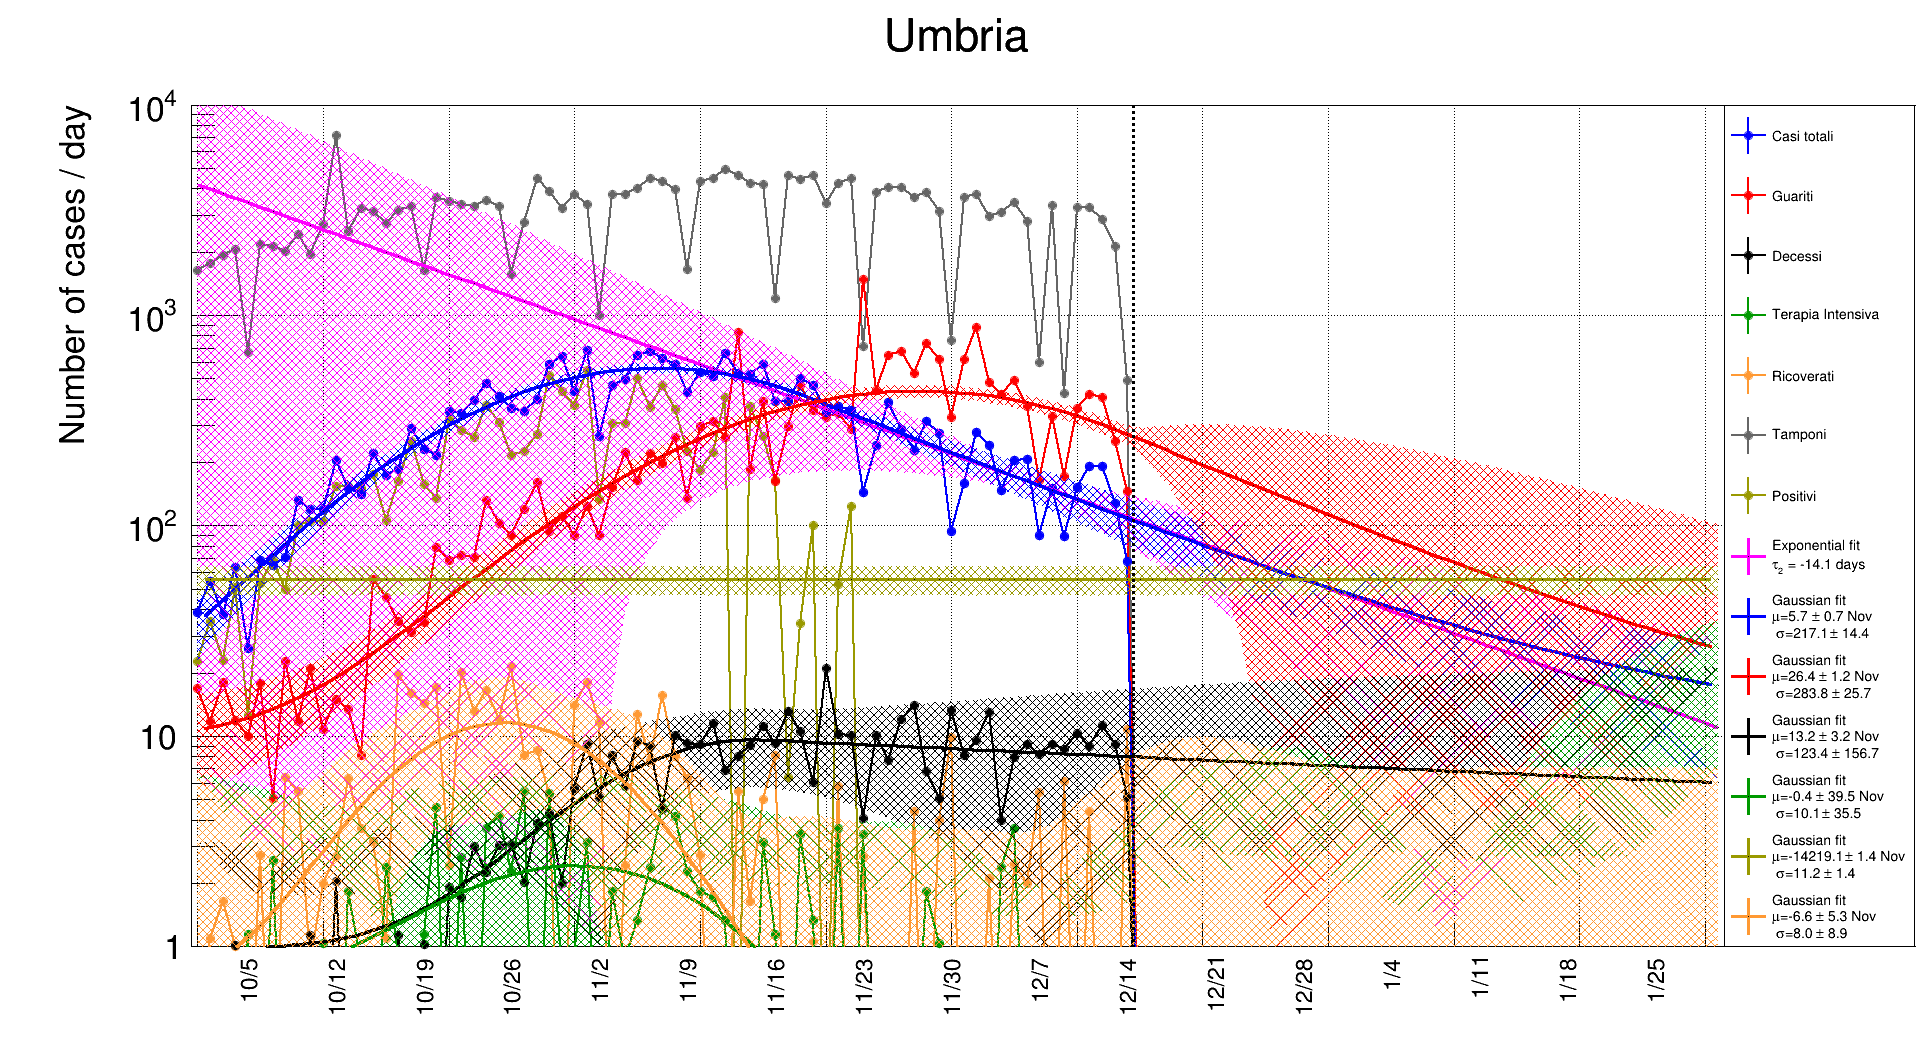 Umbria
Number of cases / day
10^4
10^3
10^2
10
1
10/5
10/12
10/19
10/26
11/2
11/9
11/16
11/23
11/30
12/7
12/14
12/21
12/28
1/4
1/11
1/18
1/25
Casi totali
Guariti
Decessi
Terapia Intensiva
Ricoverati
Tamponi
Positivi
Exponential fit
τ₂ = -14.1 days
Gaussian fit
μ=5.7 ± 0.7 Nov
σ=217.1 ± 14.4
Gaussian fit
μ=26.4 ± 1.2 Nov
σ=283.8 ± 25.7
Gaussian fit
μ=13.2 ± 3.2 Nov
σ=123.4 ± 156.7
Gaussian fit
μ=-0.4 ± 39.5 Nov
σ=10.1 ± 35.5
Gaussian fit
μ=-14219.1 ± 1.4 Nov
σ=11.2 ± 1.4
Gaussian fit
μ=-6.6 ± 5.3 Nov
σ=8.0 ± 8.9